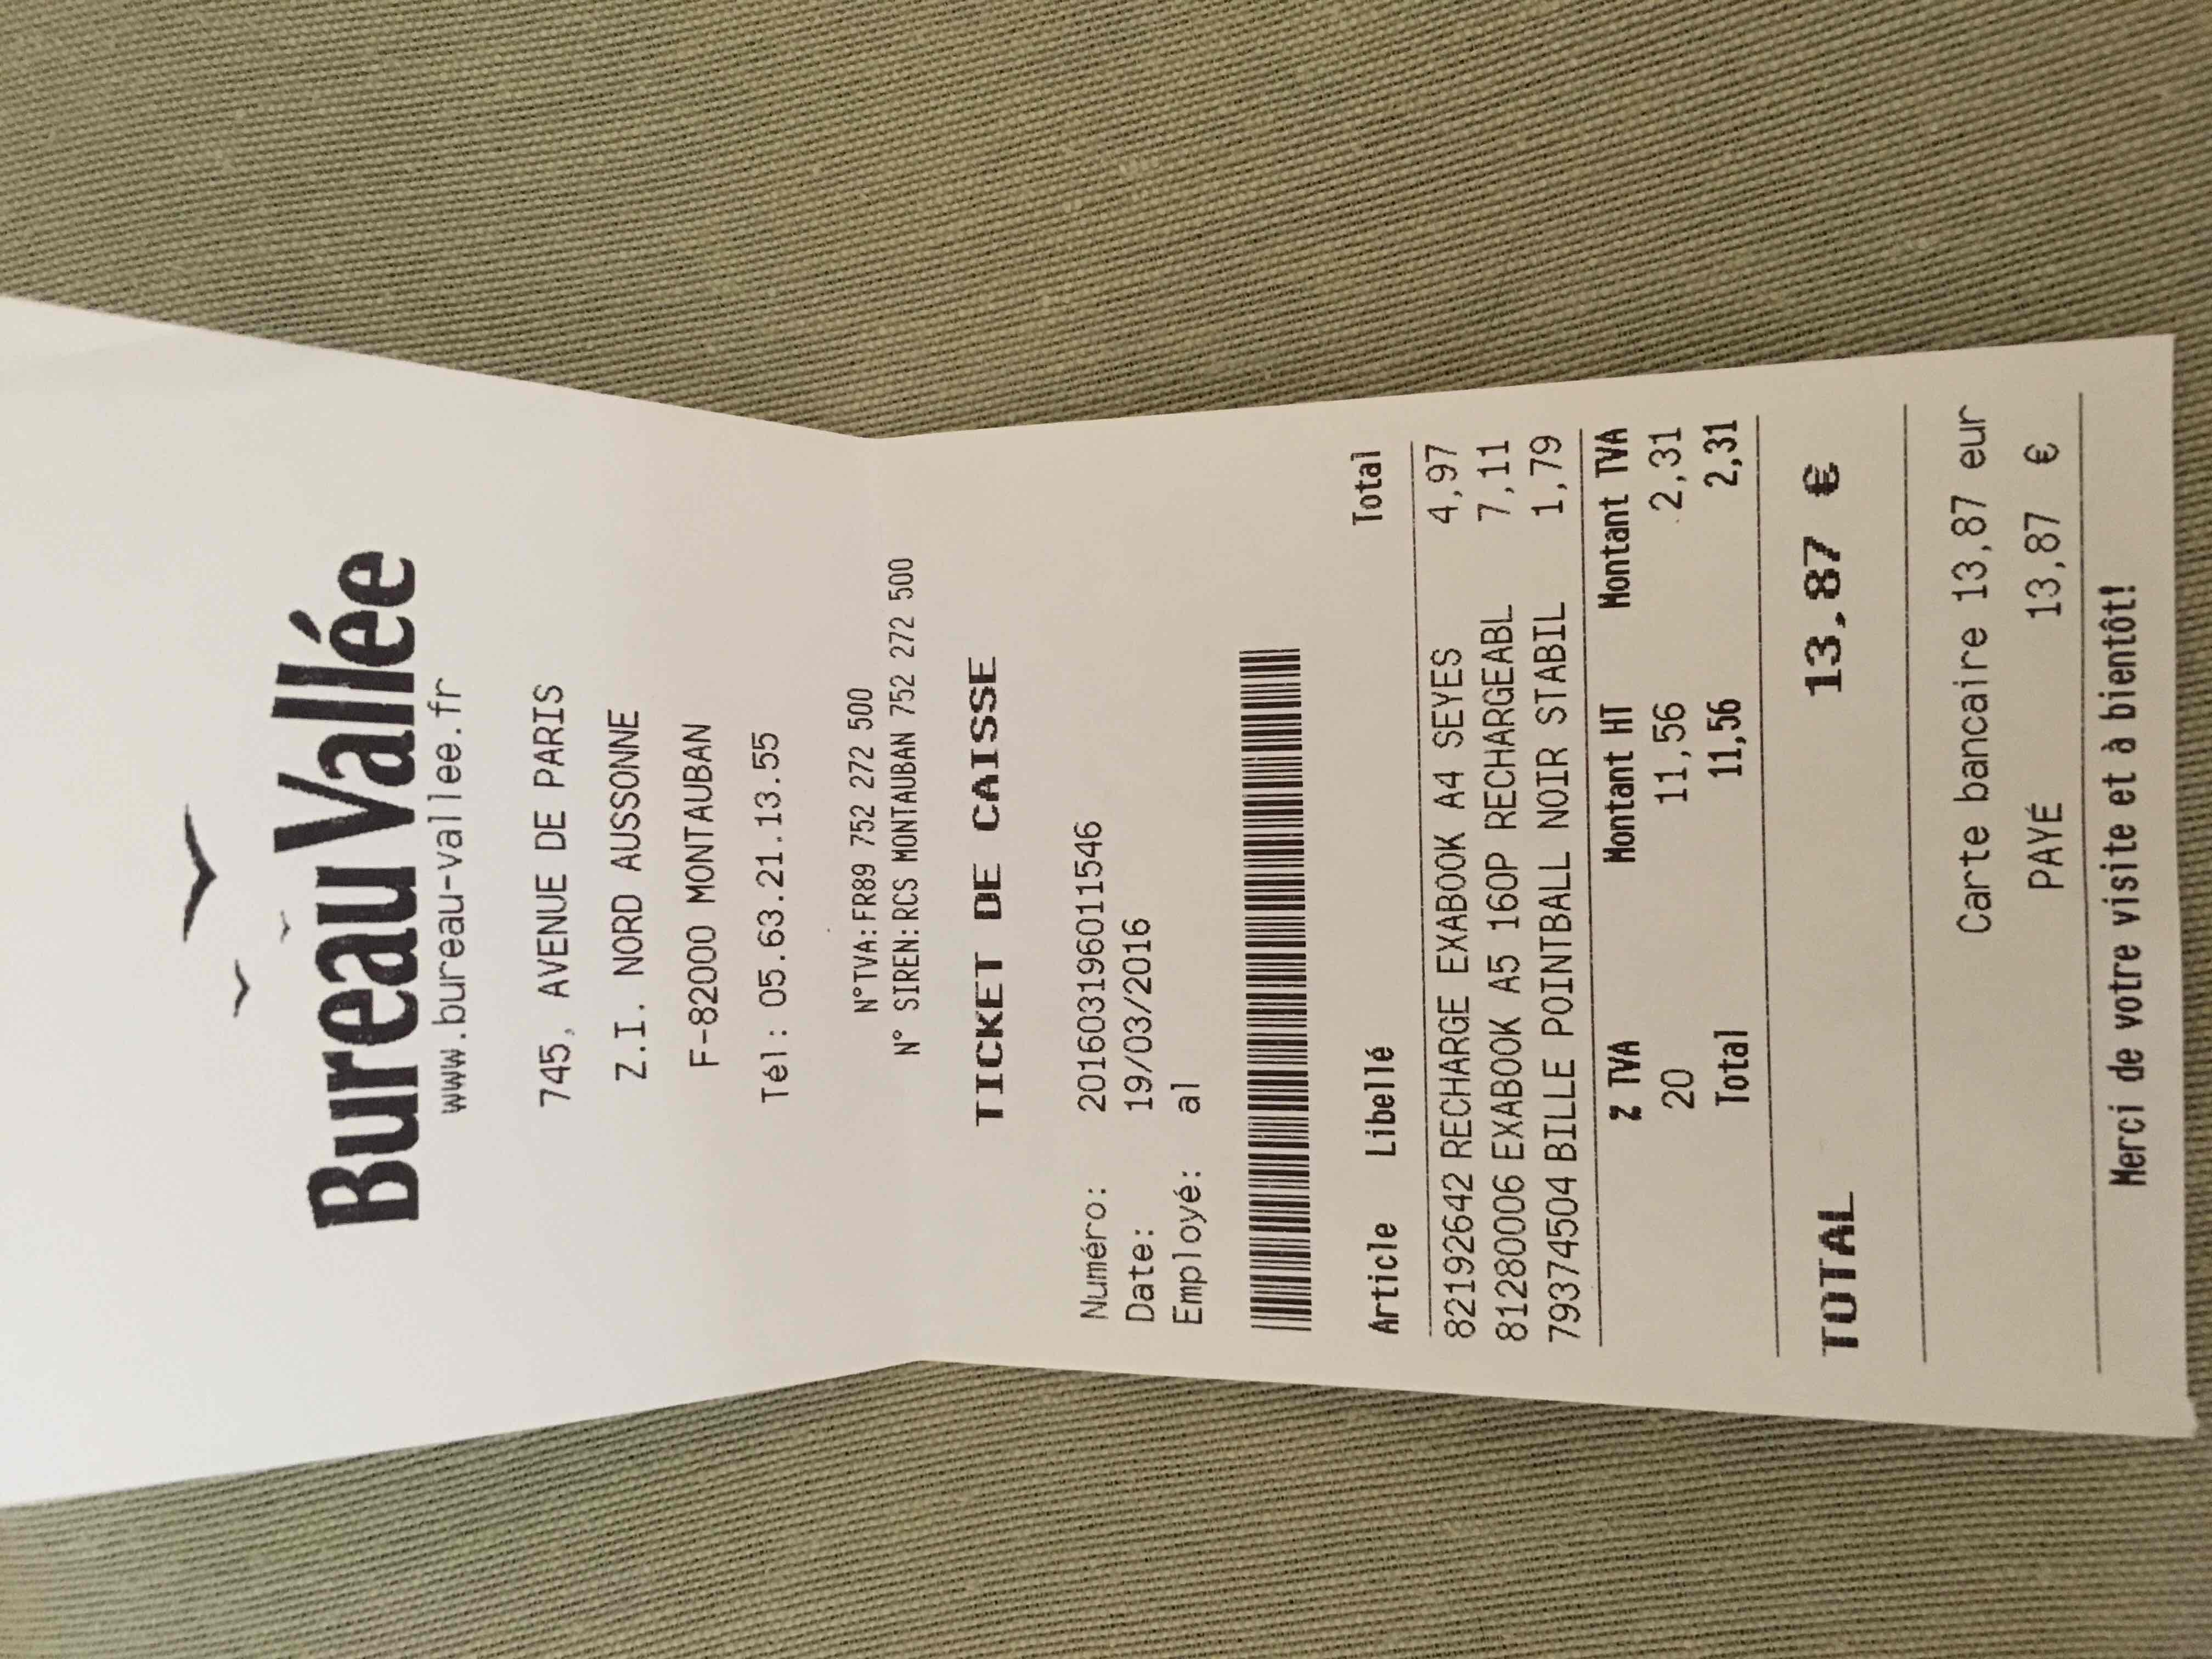 Bureau Vallée
www.bureau-vallee.fr
745, AVENUE DE PARIS
Z.I. NORD AUSSONNE
F-82000 MONTAUBAN
Tél: 05.63.21.13.55
N°TVA:FR89 752 272 500
N° SIREN:RCS MONTAUBAN 752 272 500
TICKET DE CAISSE
Numéro: 2016031960115​46
Date: 19/03/2016
Employé: al
Article Libellé Total
82192642 RECHARGE EXABOOK A4 SEYES 4,97
81280006 EXABOOK A5 160P RECHARGEABL 7,11
79374504 BILLE POINTBALL NOIR STABIL 1,79
% TVA Montant HT Montant TVA
20 11,56 2,31
Total 11,56 2,31
TOTAL 13,87 €
Carte bancaire 13,87 eur
PAYÉ 13,87 €
Merci de votre visite et à bientôt!